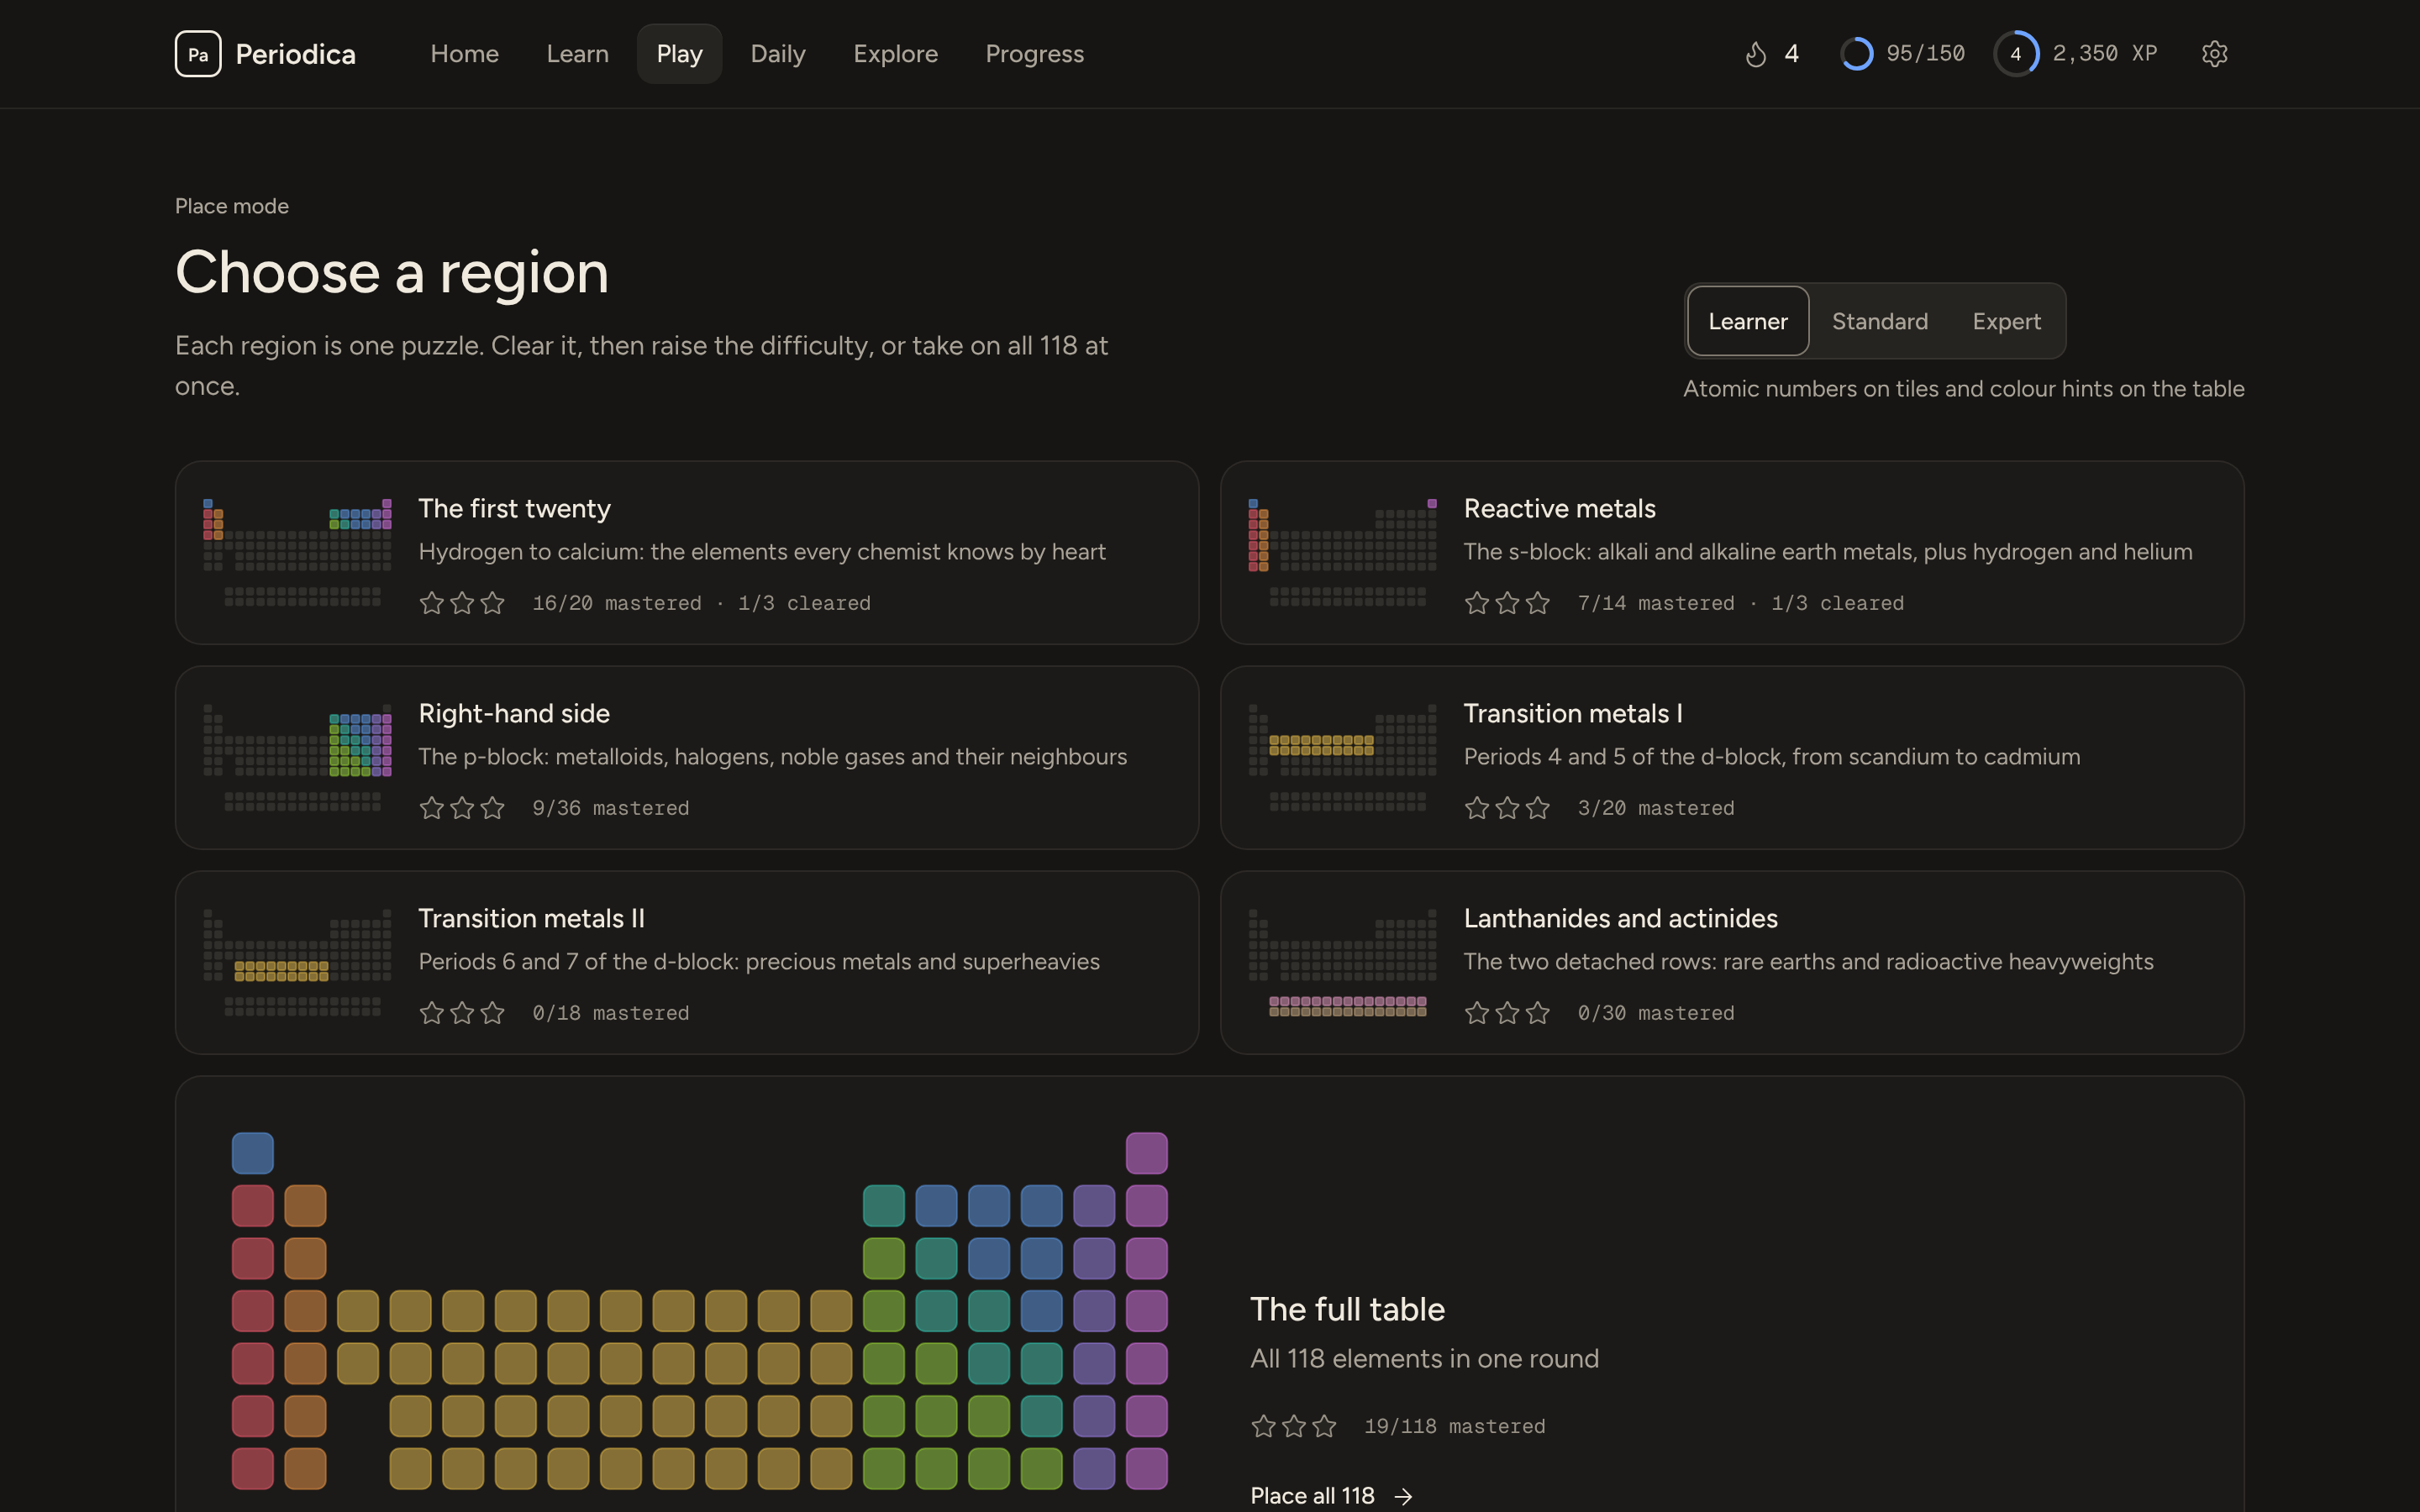 Pa Periodica Home Learn Play Daily Explore Progress 4 95/150 4 2,350 XP
Place mode
Choose a region
Each region is one puzzle. Clear it, then raise the difficulty, or take on all 118 at
once.
Learner Standard Expert
Atomic numbers on tiles and colour hints on the table
The first twenty
Hydrogen to calcium: the elements every chemist knows by heart
16/20 mastered · 1/3 cleared
Reactive metals
The s-block: alkali and alkaline earth metals, plus hydrogen and helium
7/14 mastered · 1/3 cleared
Right-hand side
The p-block: metalloids, halogens, noble gases and their neighbours
9/36 mastered
Transition metals I
Periods 4 and 5 of the d-block, from scandium to cadmium
3/20 mastered
Transition metals II
Periods 6 and 7 of the d-block: precious metals and superheavies
0/18 mastered
Lanthanides and actinides
The two detached rows: rare earths and radioactive heavyweights
0/30 mastered
The full table
All 118 elements in one round
19/118 mastered
Place all 118 →